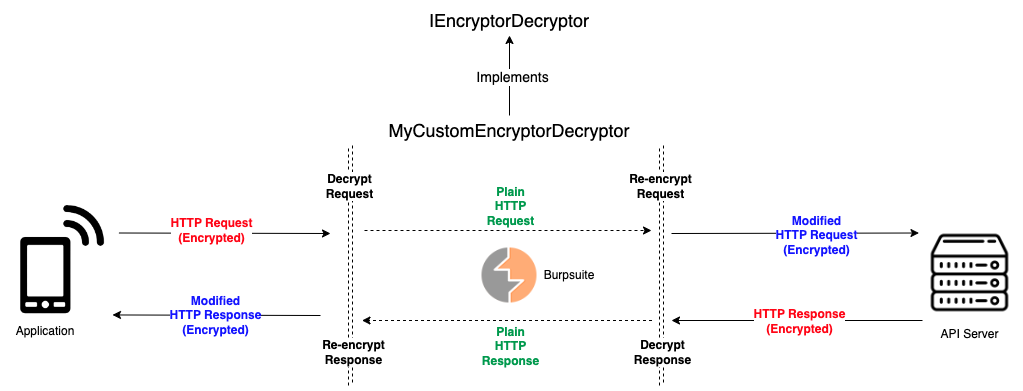 IEncryptorDecryptor
Implements
MyCustomEncryptorDecryptor
Decrypt
Request
Re-encrypt
Request
Plain
HTTP
Request
HTTP Request
(Encrypted)
Modified
HTTP Request
(Encrypted)
Burpsuite
Modified
HTTP Response
(Encrypted)
HTTP Response
(Encrypted)
Application
API Server
Plain
HTTP
Response
Re-encrypt
Response
Decrypt
Response